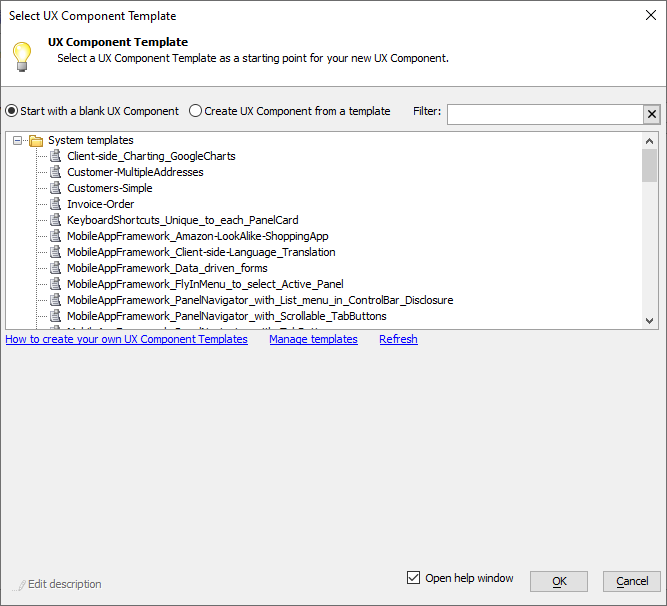 Select UX Component Template
UX Component Template
Select a UX Component Template as a starting point for your new UX Component.
Start with a blank UX Component Create UX Component from a template Filter:
System templates
Client-side_Charting_GoogleCharts
Customer-MultipleAddresses
Customers-Simple
Invoice-Order
KeyboardShortcuts_Unique_to_each_PanelCard
MobileAppFramework_Amazon-LookAlike-ShoppingApp
MobileAppFramework_Client-side-Language_Translation
MobileAppFramework_Data_driven_forms
MobileAppFramework_FlyInMenu_to_select_Active_Panel
MobileAppFramework_PanelNavigator_with_List_menu_in_ControlBar_Disclosure
MobileAppFramework_PanelNavigator_with_Scrollable_TabButtons
How to create your own UX Component Templates Manage templates Refresh
Edit description Open help window OK Cancel